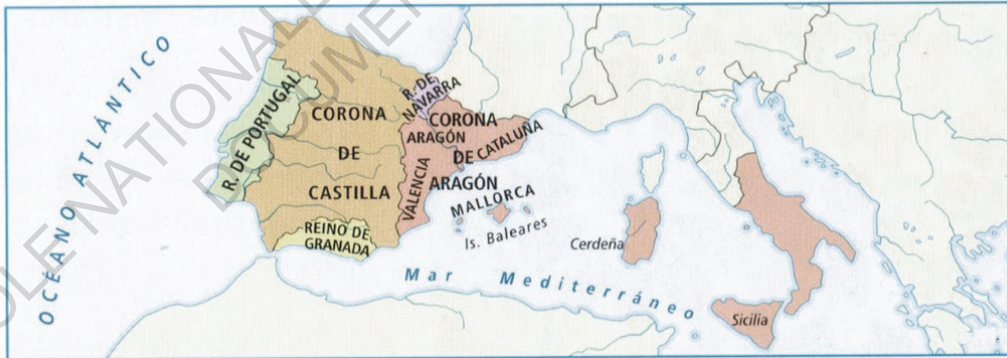 OCÉANO ATLÁNTICO
R. DE PORTUGAL
CORONA
DE
CASTILLA
REINO DE
GRANADA
R. DE
NAVARRA
CORONA
ARAGÓN
DE CATALUÑA
VALENCIA
ARAGÓN
MALLORCA
Is. Baleares
Cerdeña
Mar Mediterráneo
Sicilia
NATIONAL